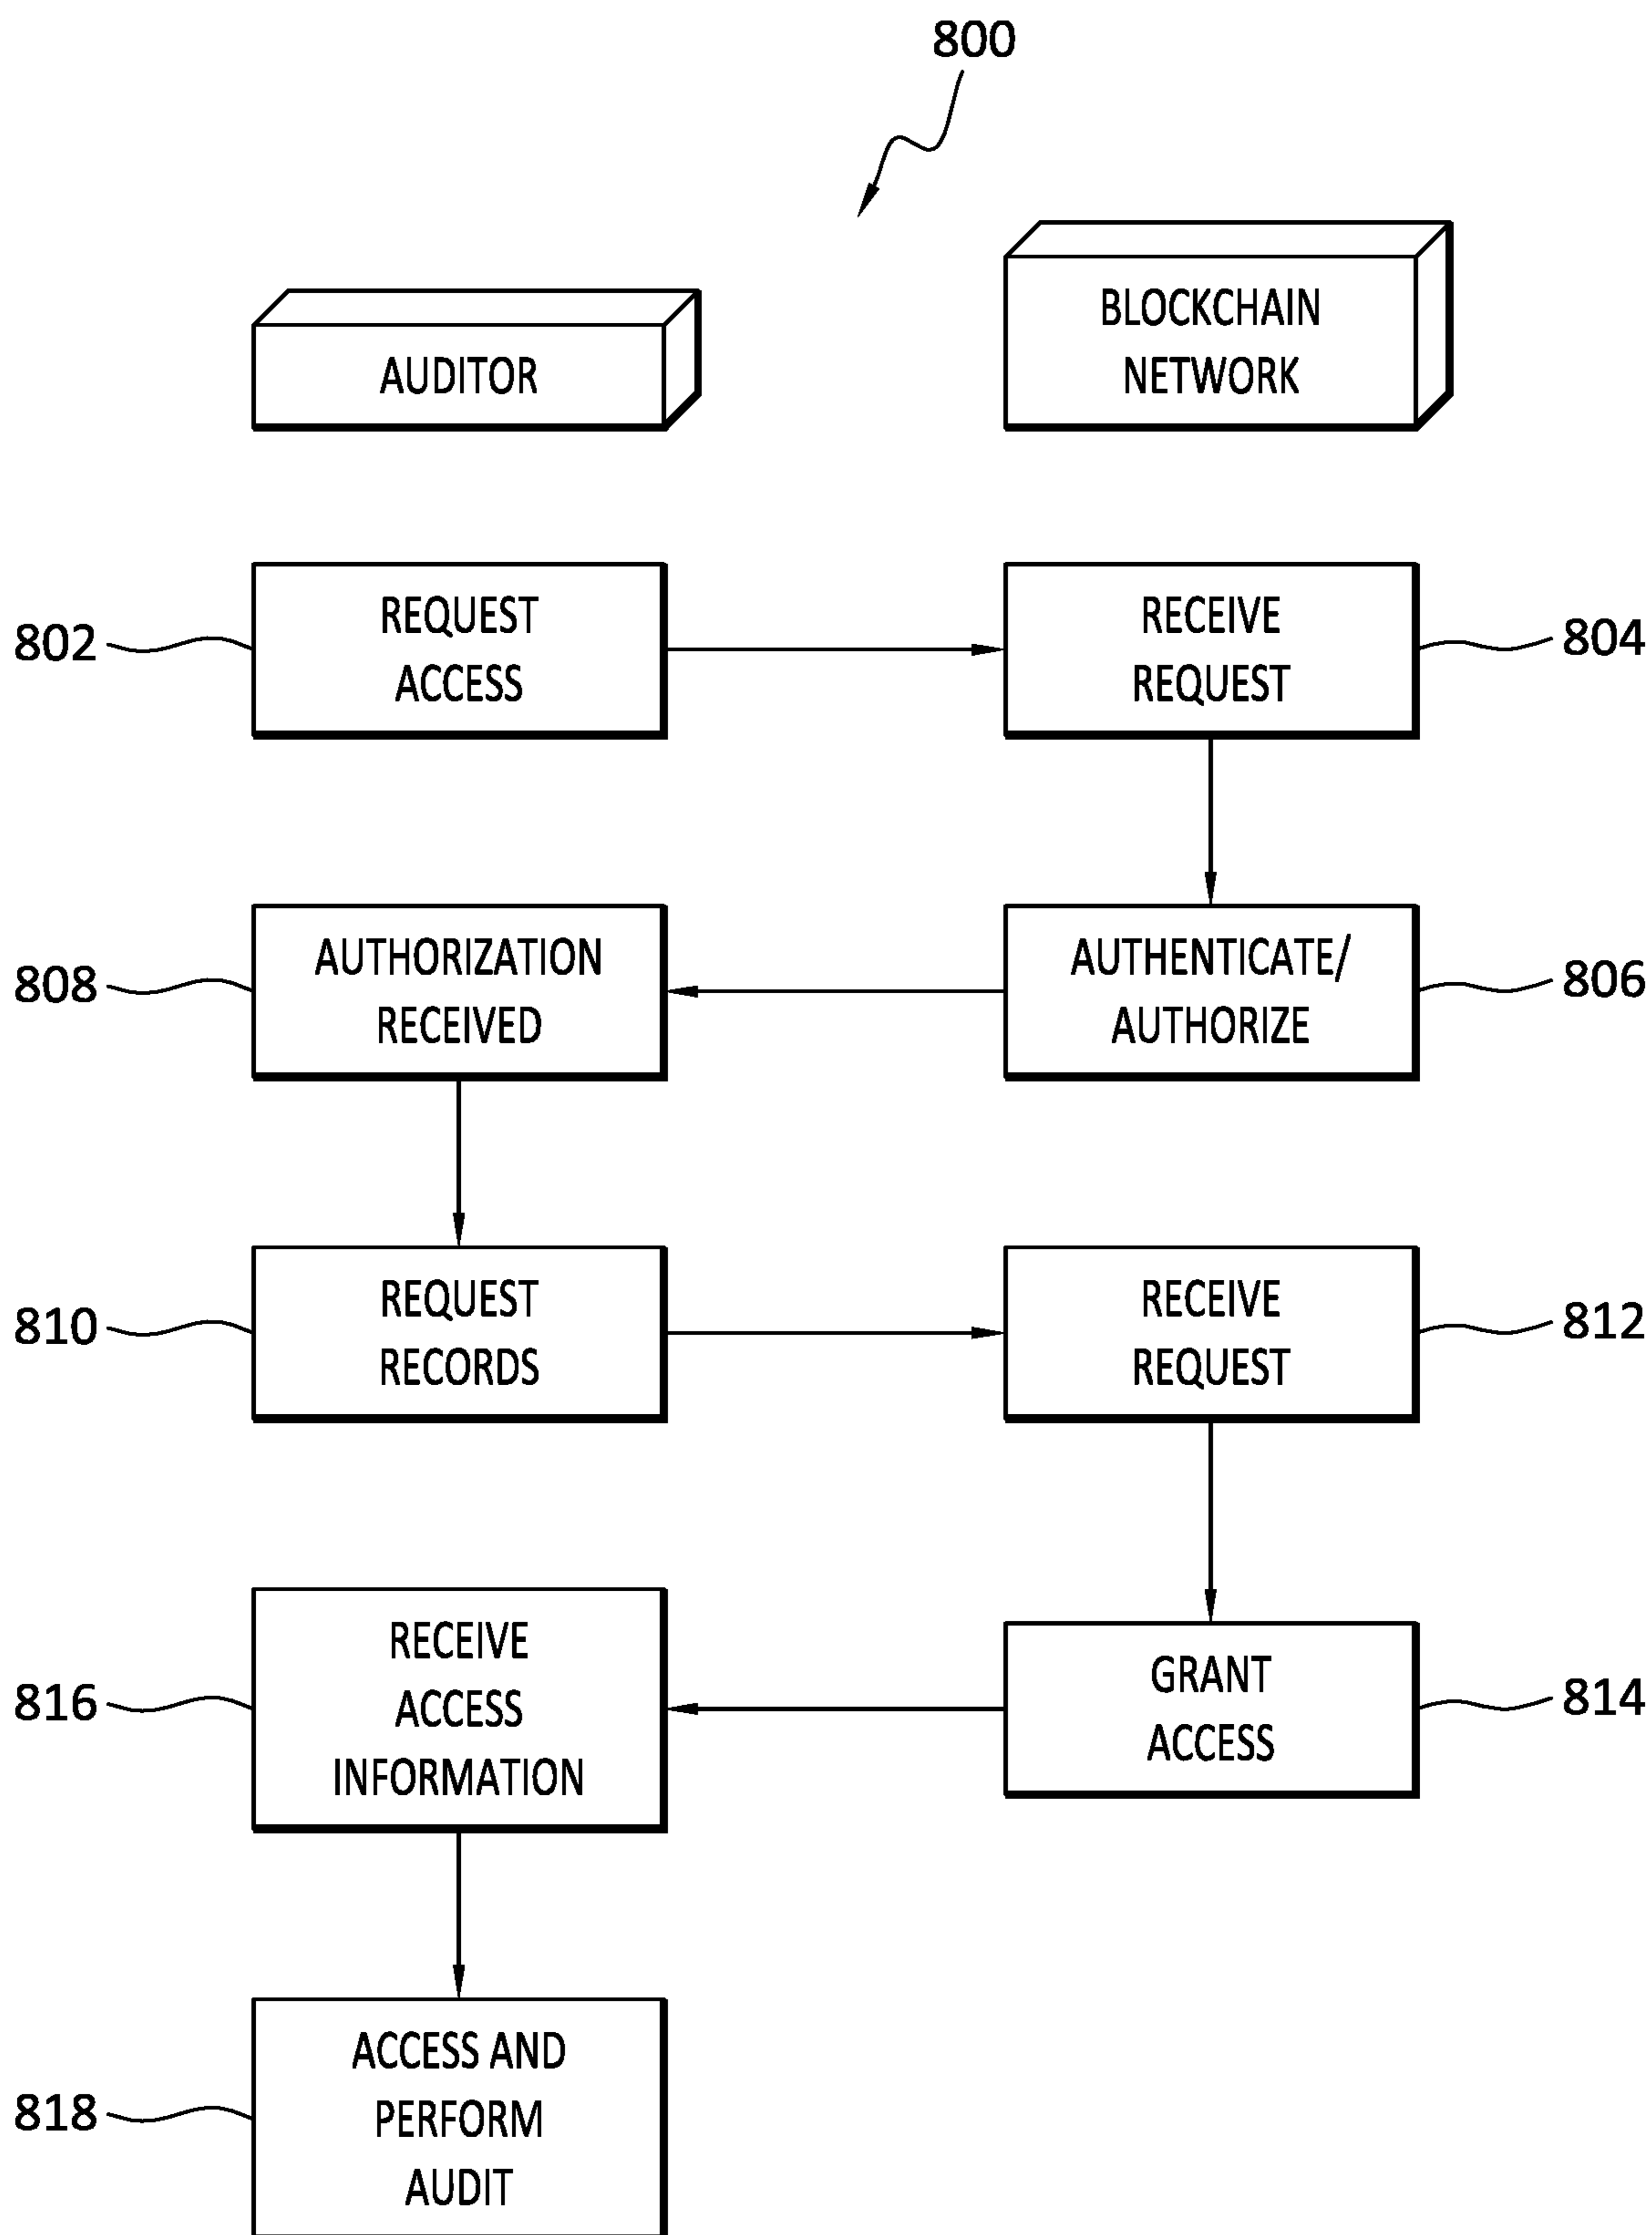 800
AUDITOR
BLOCKCHAIN
NETWORK
802
REQUEST
ACCESS
RECEIVE
REQUEST
804
808
AUTHORIZATION
RECEIVED
AUTHENTICATE/
AUTHORIZE
806
810
REQUEST
RECORDS
RECEIVE
REQUEST
812
816
RECEIVE
ACCESS
INFORMATION
GRANT
ACCESS
814
818
ACCESS AND
PERFORM
AUDIT